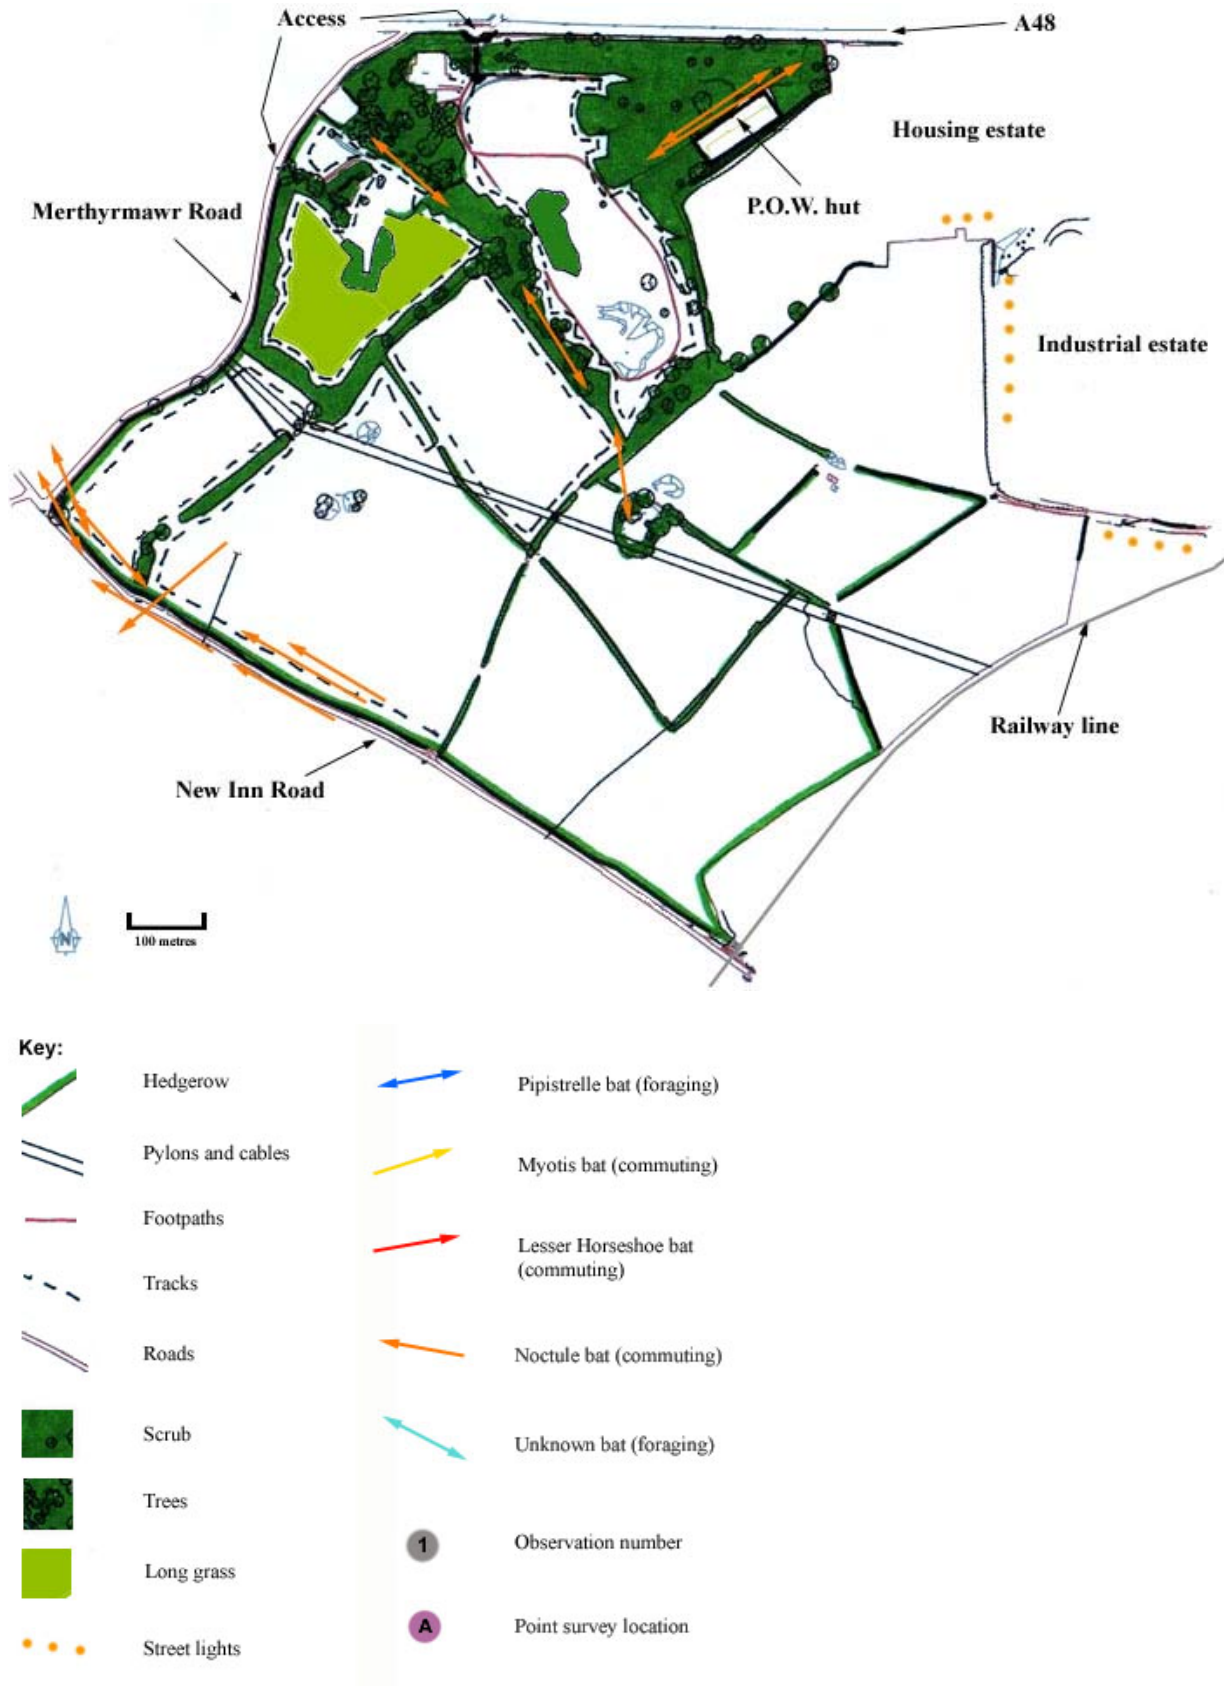 Access
A48
Housing estate
Merthyrmawr Road
P.O.W. hut
Industrial estate
Railway line
New Inn Road
N
100 metres
Key:
Hedgerow
Pipistrelle bat (foraging)
Pylons and cables
Myotis bat (commuting)
Footpaths
Lesser Horseshoe bat
(commuting)
Tracks
Roads
Noctule bat (commuting)
Scrub
Unknown bat (foraging)
Trees
1
Observation number
Long grass
A
Point survey location
Street lights